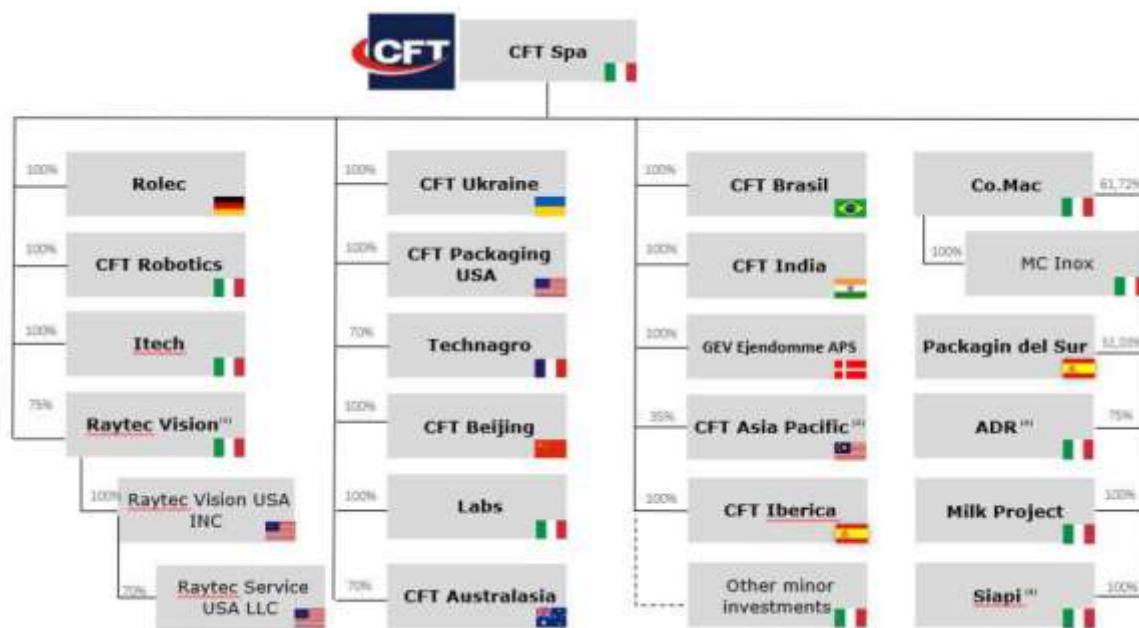 CFT
CFT Spa
100%
Rolec
100%
CFT Robotics
100%
Itech
75%
Raytec Vision
100%
Raytec Vision USA
INC
70%
Raytec Service
USA LLC
100%
CFT Ukraine
100%
CFT Packaging
USA
70%
Technagro
100%
CFT Beijing
100%
Labs
70%
CFT Australasia
100%
CFT Brasil
100%
CFT India
100%
GEV Ejendomme APS
35%
CFT Asia Pacific
100%
CFT Iberica
Other minor
investments
Co.Mac
61,72%
100%
MC Inox
Packagin del Sur
ADR
75%
Milk Project
100%
Siapi
100%